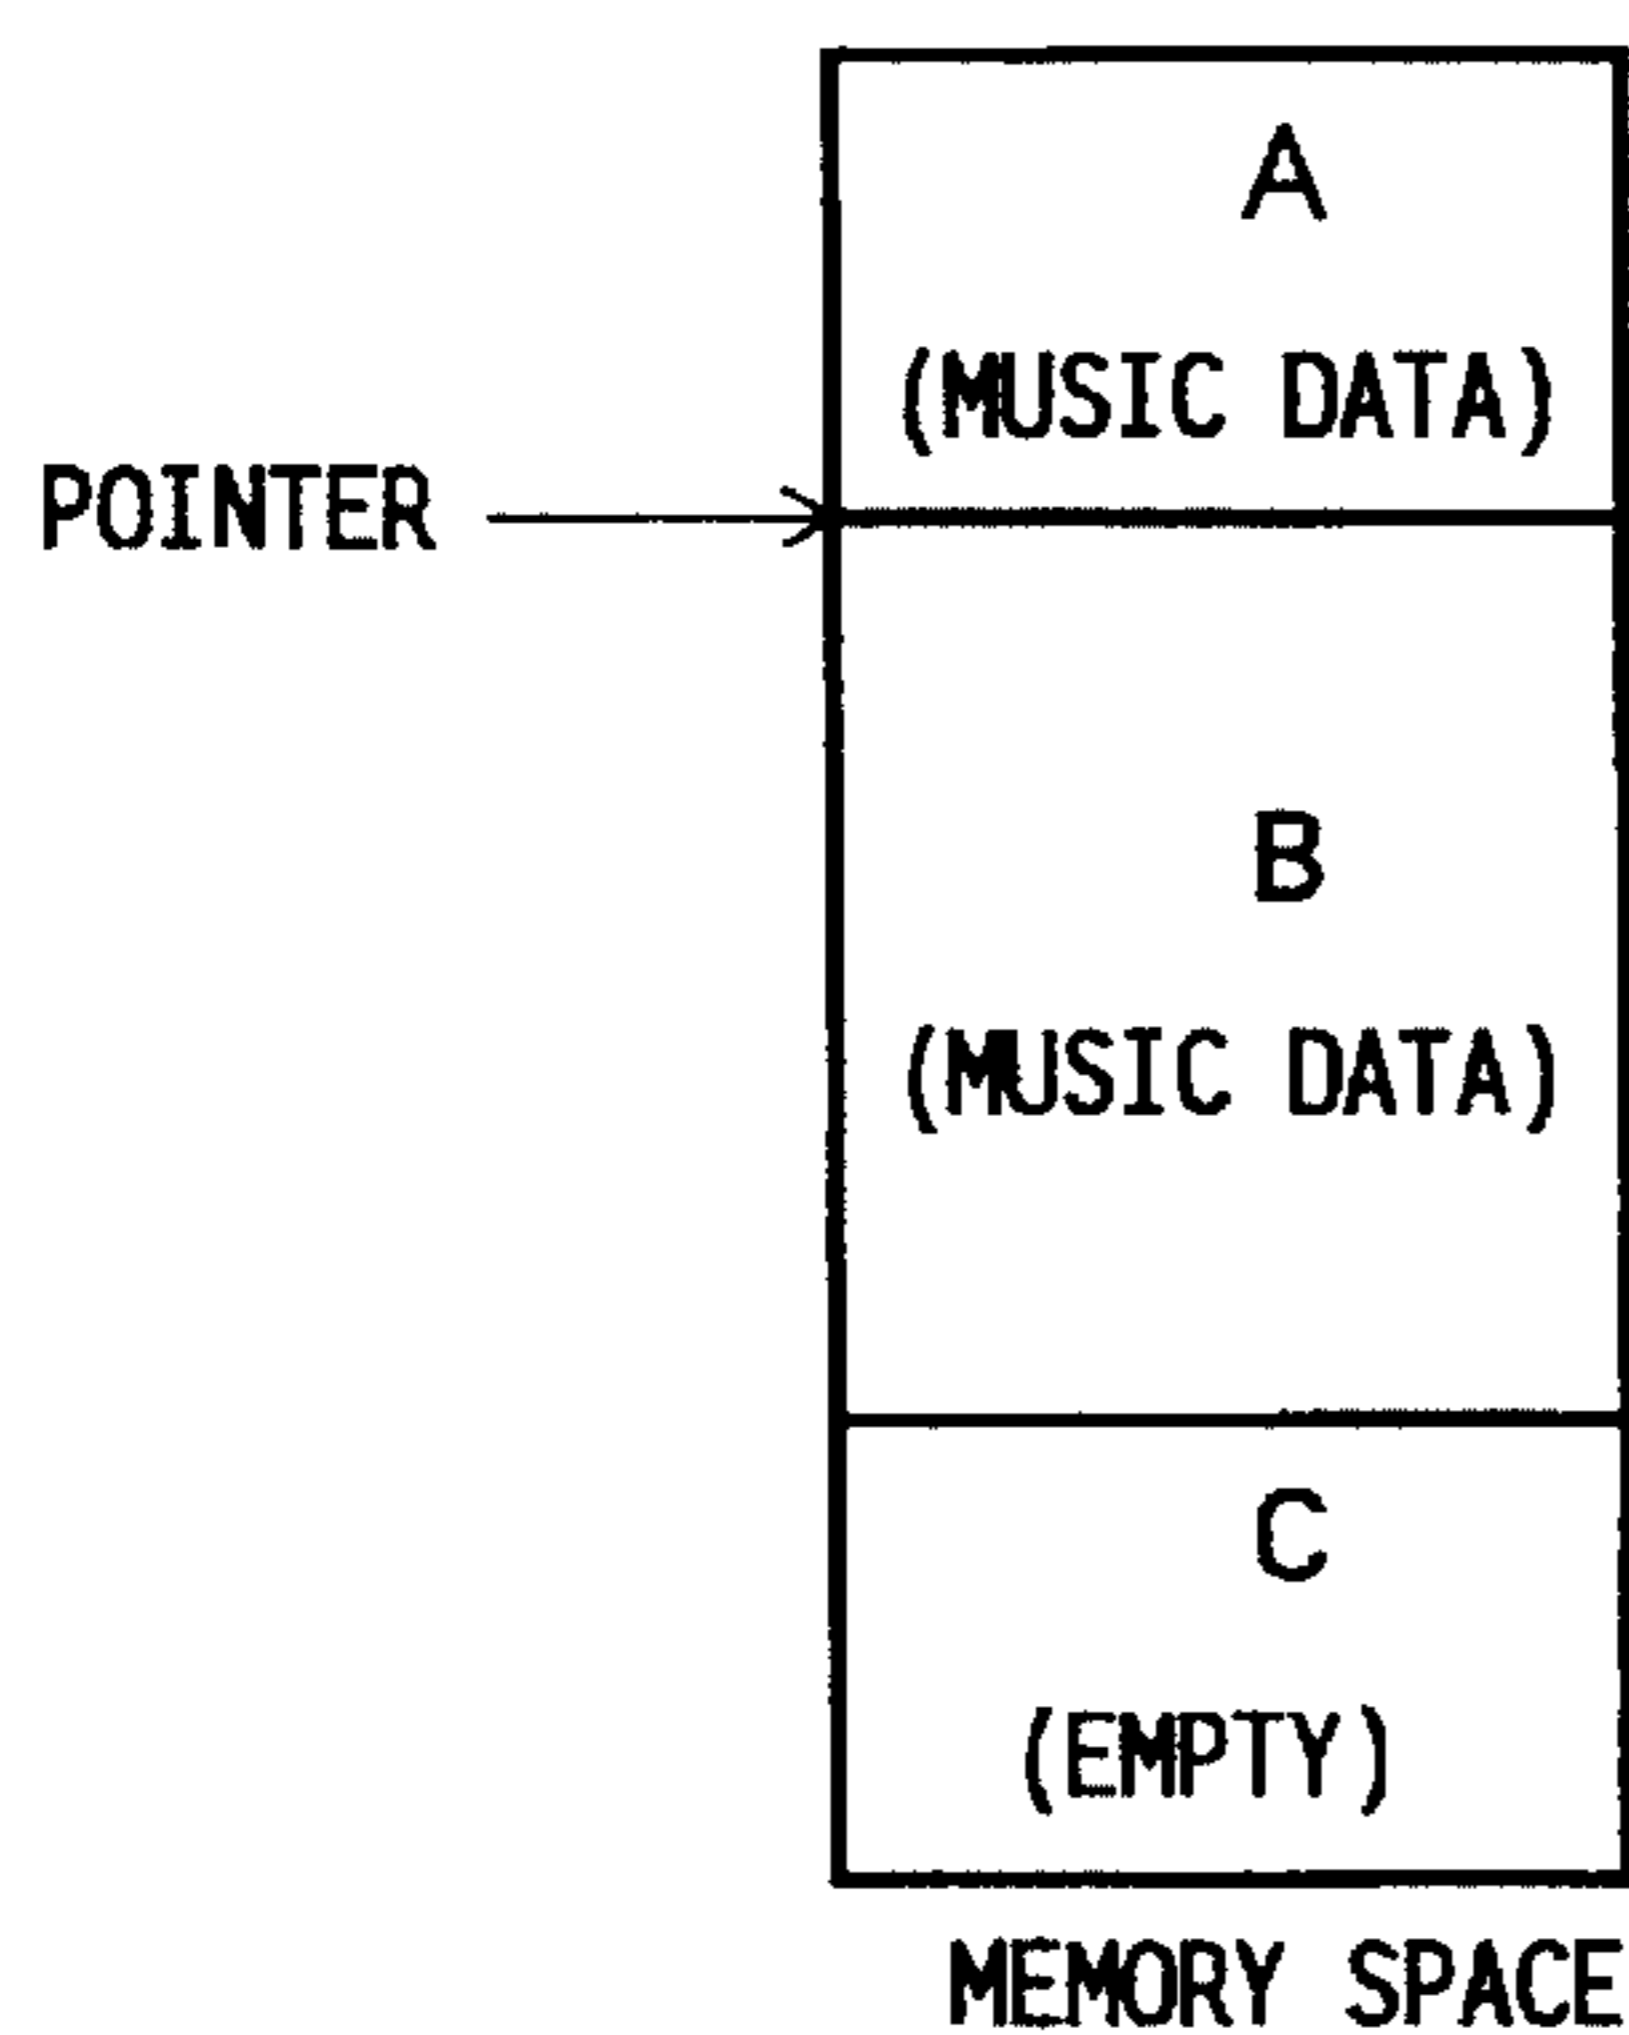 A
(MUSIC DATA)
POINTER
B
(MUSIC DATA)
C
(EMPTY)
MEMORY SPACE